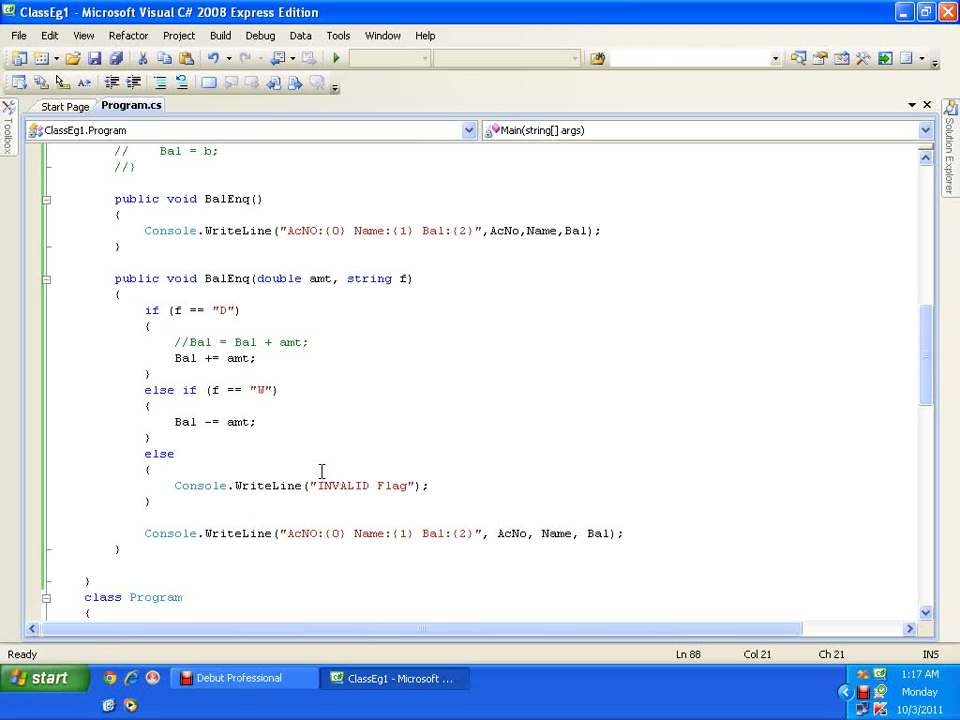 ClassEg1 - Microsoft Visual C# 2008 Express Edition
File Edit View Refactor Project Build Debug Data Tools Window Help
Start Page Program.cs
ClassEg1.Program Main(string[] args)
Toolbox
Solution Explorer
// Bal = b;
//}
public void BalEnq()
{
Console.WriteLine("AcNO:{0} Name:{1} Bal:{2}",AcNo,Name,Bal);
}
public void BalEnq(double amt, string f)
{
if (f == "D")
{
//Bal = Bal + amt;
Bal += amt;
}
else if (f == "W")
{
Bal -= amt;
}
else
{
Console.WriteLine("INVALID Flag");
}
Console.WriteLine("AcNO:{0} Name:{1} Bal:{2}", AcNo, Name, Bal);
}
}
class Program
{
Ready Ln 88 Col 21 Ch 21 INS
start Debut Professional ClassEg1 - Microsoft ... 1:17 AM
Monday
10/3/2011